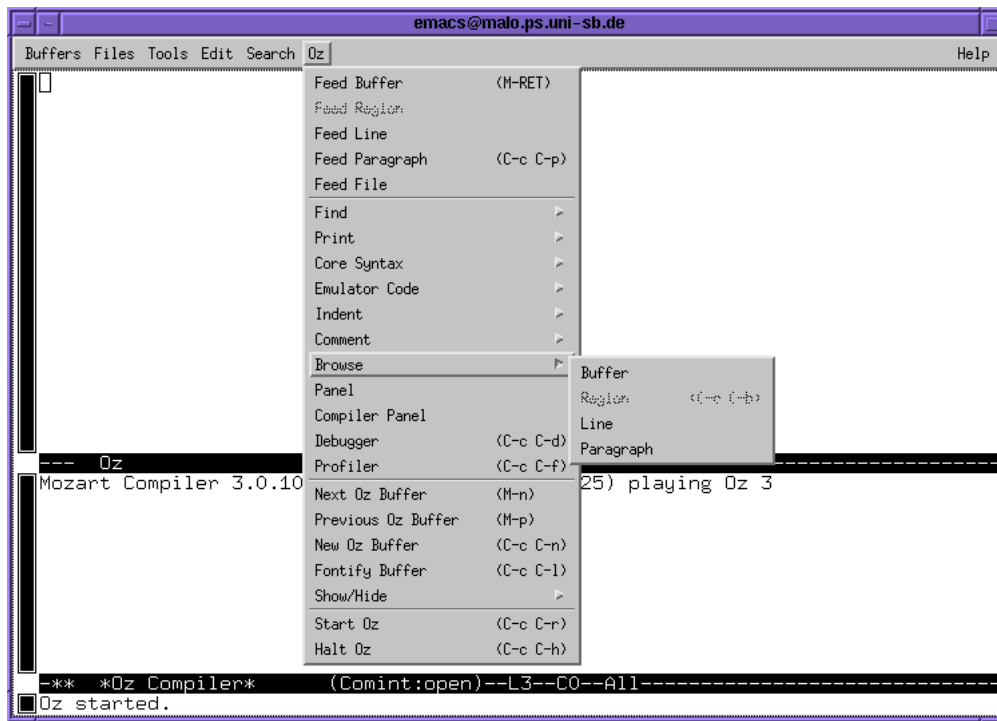 emacs@malo.ps.uni-sb.de
Buffers Files Tools Edit Search Oz Help
Feed Buffer (M-RET)
Feed Region
Feed Line
Feed Paragraph (C-c C-p)
Feed File
Find
Print
Core Syntax
Emulator Code
Indent
Comment
Browse
Buffer
Region (C-c C-b)
Line
Paragraph
Panel
Compiler Panel
Debugger (C-c C-d)
Profiler (C-c C-f)
--- Oz
Mozart Compiler 3.0.10 25) playing Oz 3
Next Oz Buffer (M-n)
Previous Oz Buffer (M-p)
New Oz Buffer (C-c C-n)
Fontify Buffer (C-c C-l)
Show/Hide
Start Oz (C-c C-r)
Halt Oz (C-c C-h)
-** *Oz Compiler* (Comint:open)--L3--C0--All------------------------------
Oz started.